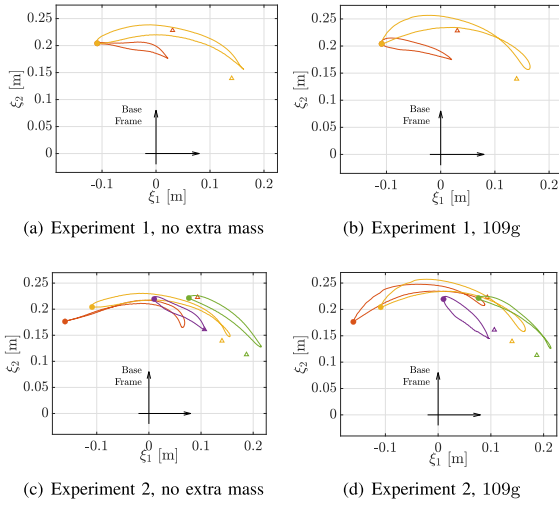 0.25
0.2
0.15
0.1
0.05
0
ξ2 [m]
Base
Frame
-0.1 0 0.1 0.2
ξ1 [m]
(a) Experiment 1, no extra mass
0.25
0.2
0.15
0.1
0.05
0
ξ2 [m]
Base
Frame
-0.1 0 0.1 0.2
ξ1 [m]
(b) Experiment 1, 109g
0.25
0.2
0.15
0.1
0.05
0
ξ2 [m]
Base
Frame
-0.1 0 0.1 0.2
ξ1 [m]
(c) Experiment 2, no extra mass
0.25
0.2
0.15
0.1
0.05
0
ξ2 [m]
Base
Frame
-0.1 0 0.1 0.2
ξ1 [m]
(d) Experiment 2, 109g